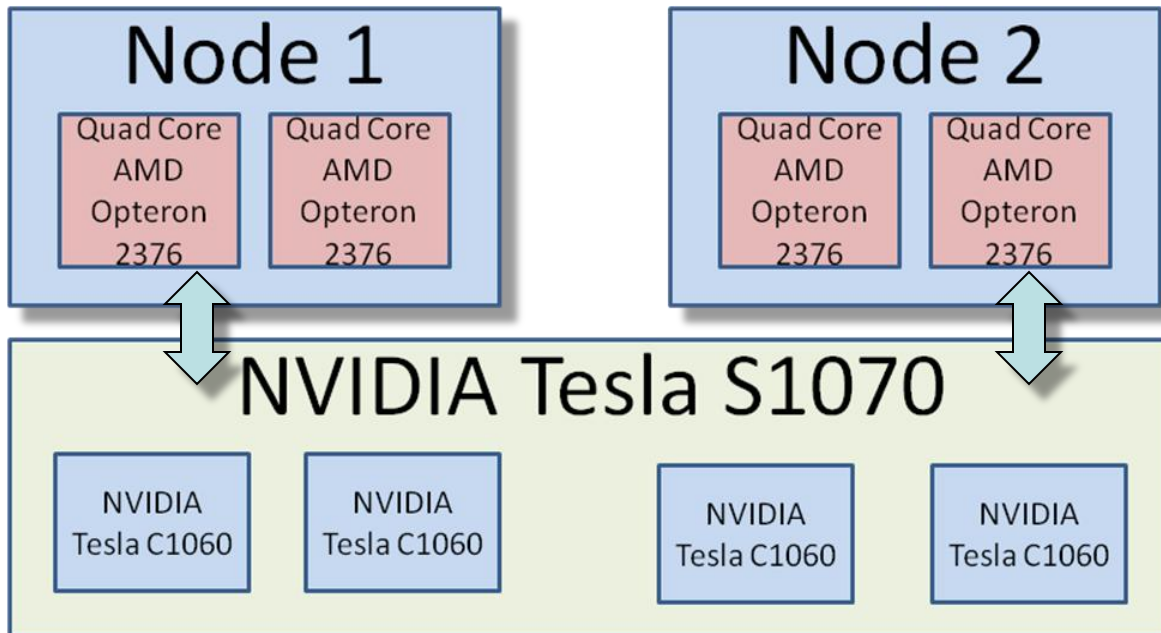 Node 1
Quad Core
AMD
Opteron
2376
Quad Core
AMD
Opteron
2376
Node 2
Quad Core
AMD
Opteron
2376
Quad Core
AMD
Opteron
2376
NVIDIA Tesla S1070
NVIDIA
Tesla C1060
NVIDIA
Tesla C1060
NVIDIA
Tesla C1060
NVIDIA
Tesla C1060